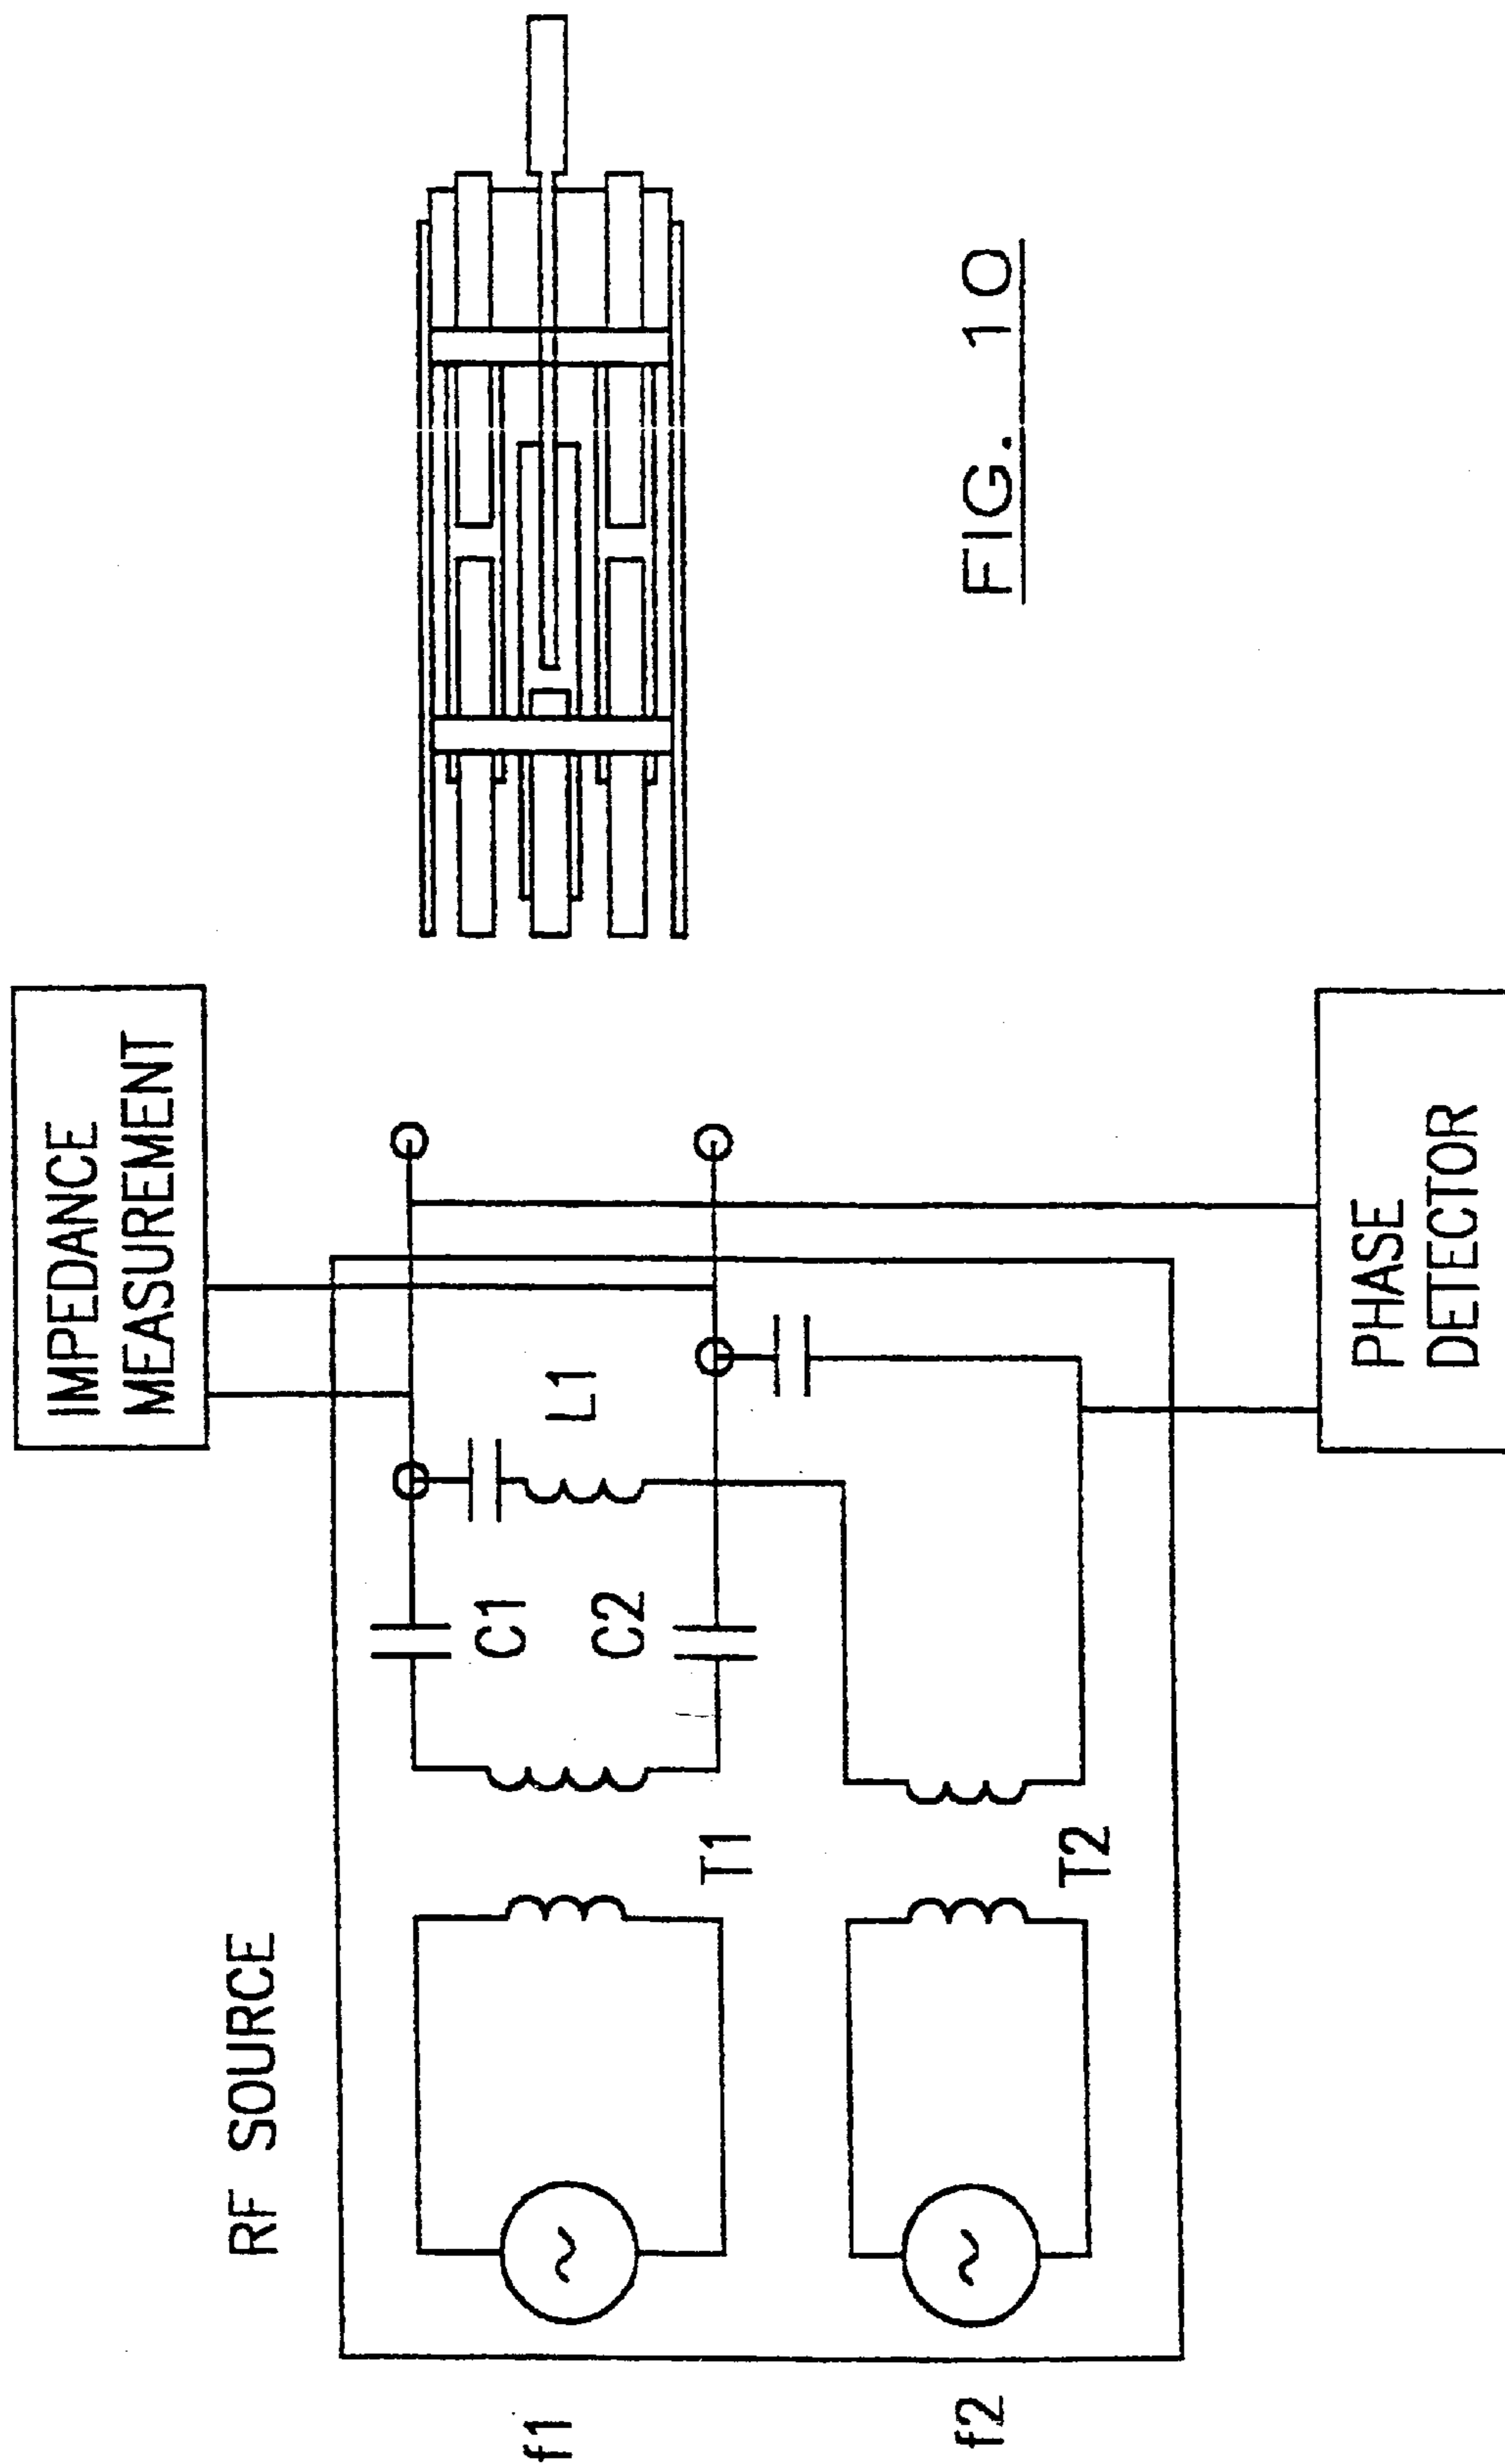 IMPEDANCE
MEASUREMENT
RF SOURCE
f1
T1
C1
C2
L1
f2
T2
PHASE
DETECTOR
FIG. 10